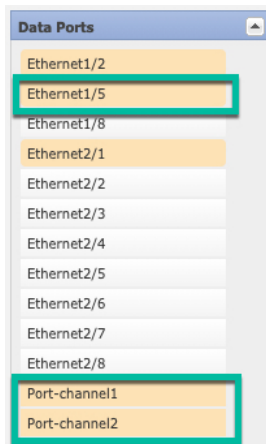 Data Ports
Ethernet1/2
Ethernet1/5
Ethernet1/8
Ethernet2/1
Ethernet2/2
Ethernet2/3
Ethernet2/4
Ethernet2/5
Ethernet2/6
Ethernet2/7
Ethernet2/8
Port-channel1
Port-channel2